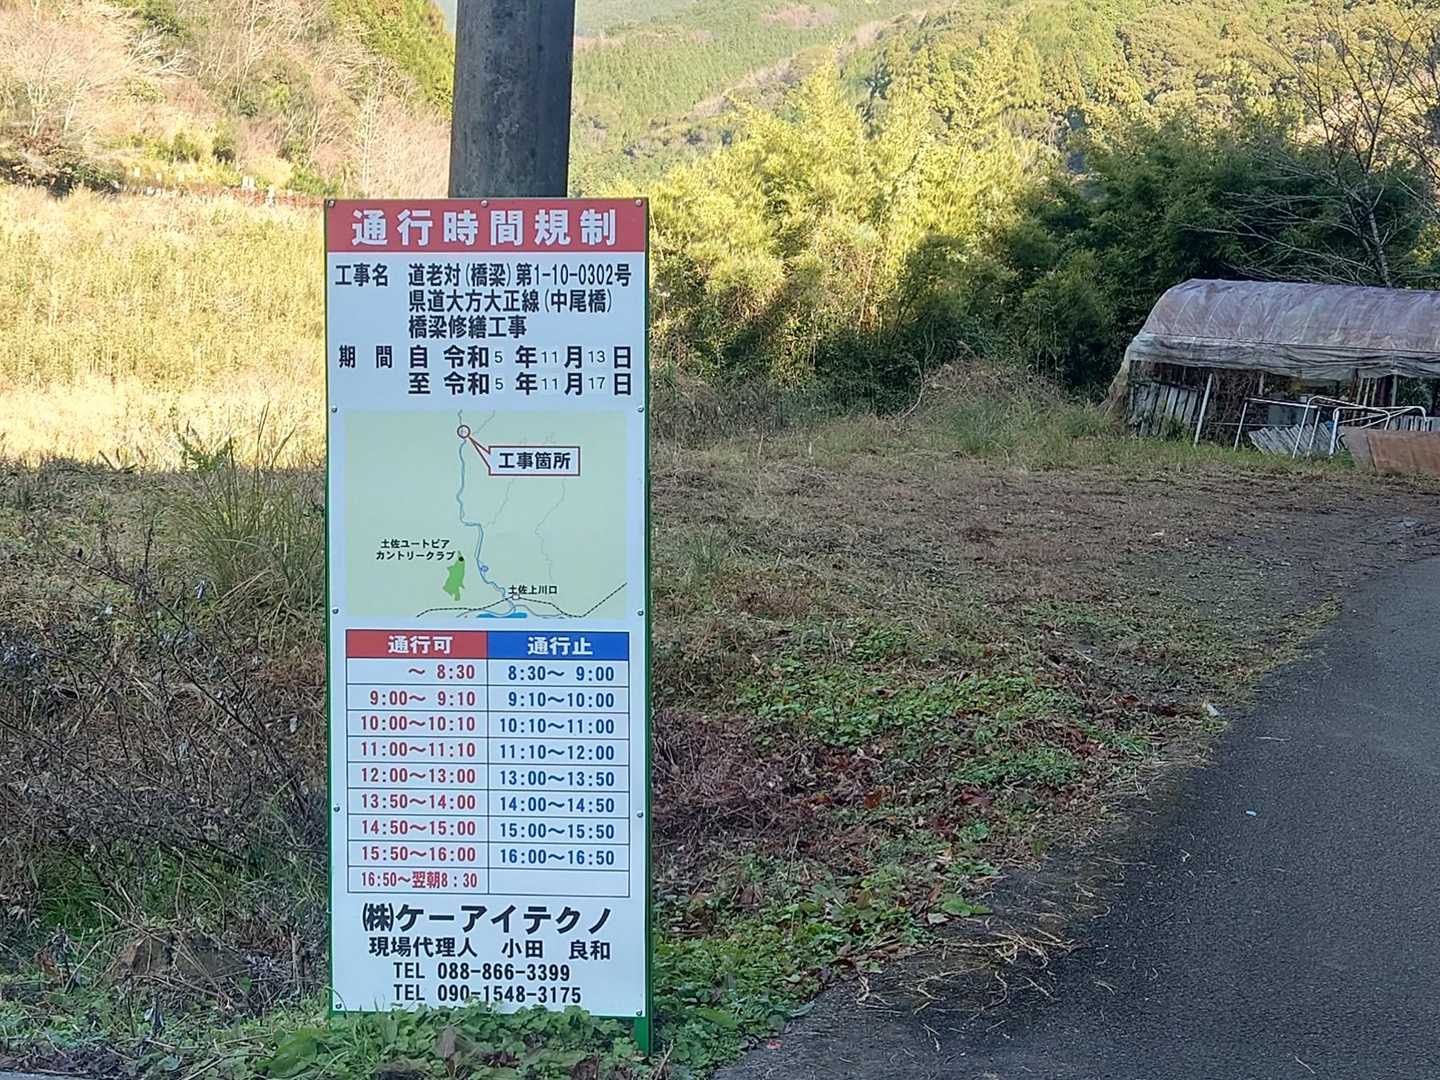 通行時間規制
工事名 道老対(橋梁)第1-10-0302号
県道大方大正線(中尾橋)
橋梁修繕工事
期間 自 令和5年11月13日
至 令和5年11月17日
工事箇所
土佐ユートピア
カントリークラブ
土佐上川口
通行可 通行止
～ 8:30 8:30～ 9:00
9:00～ 9:10 9:10～10:00
10:00～10:10 10:10～11:00
11:00～11:10 11:10～12:00
12:00～13:00 13:00～13:50
13:50～14:00 14:00～14:50
14:50～15:00 15:00～15:50
15:50～16:00 16:00～16:50
16:50～翌朝8:30
㈱ケーアイテクノ
現場代理人 小田 良和
TEL 088-866-3399
TEL 090-1548-3175